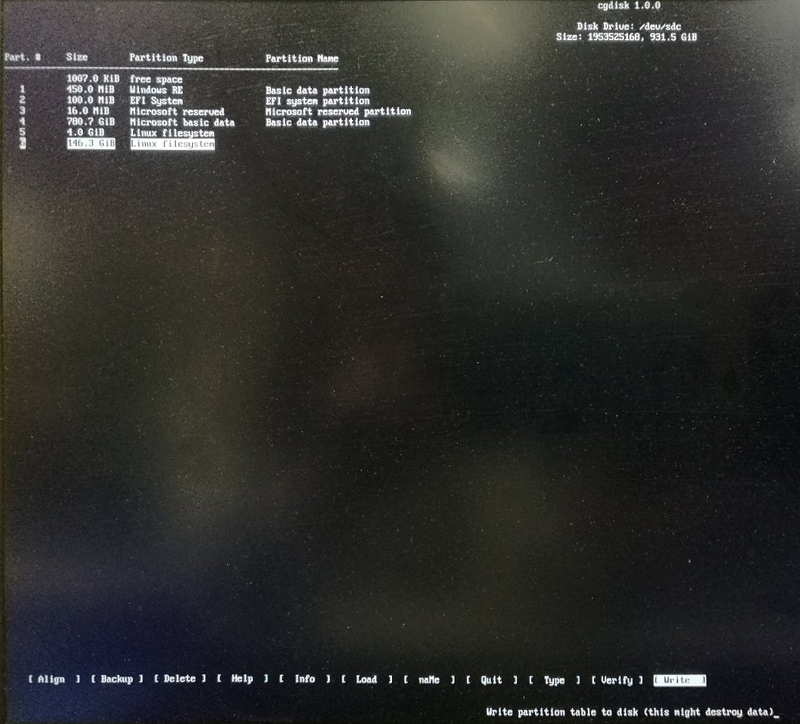 cgdisk 1.0.0
Disk Drive: /dev/sdc
Size: 1953525168, 931.5 GiB
Part. # Size Partition Type Partition Name
1007.0 KiB free space
1 450.0 MiB Windows RE Basic data partition
2 100.0 MiB EFI System EFI system partition
3 16.0 MiB Microsoft reserved Microsoft reserved partition
4 780.7 GiB Microsoft basic data Basic data partition
5 4.0 GiB Linux filesystem
146.3 GiB Linux filesystem
[ Align ] [ Backup ] [ Delete ] [ Help ] [ Info ] [ Load ] [ naMe ] [ Quit ] [ Type ] [ Verify ] [ Write ]
Write partition table to disk (this might destroy data)_